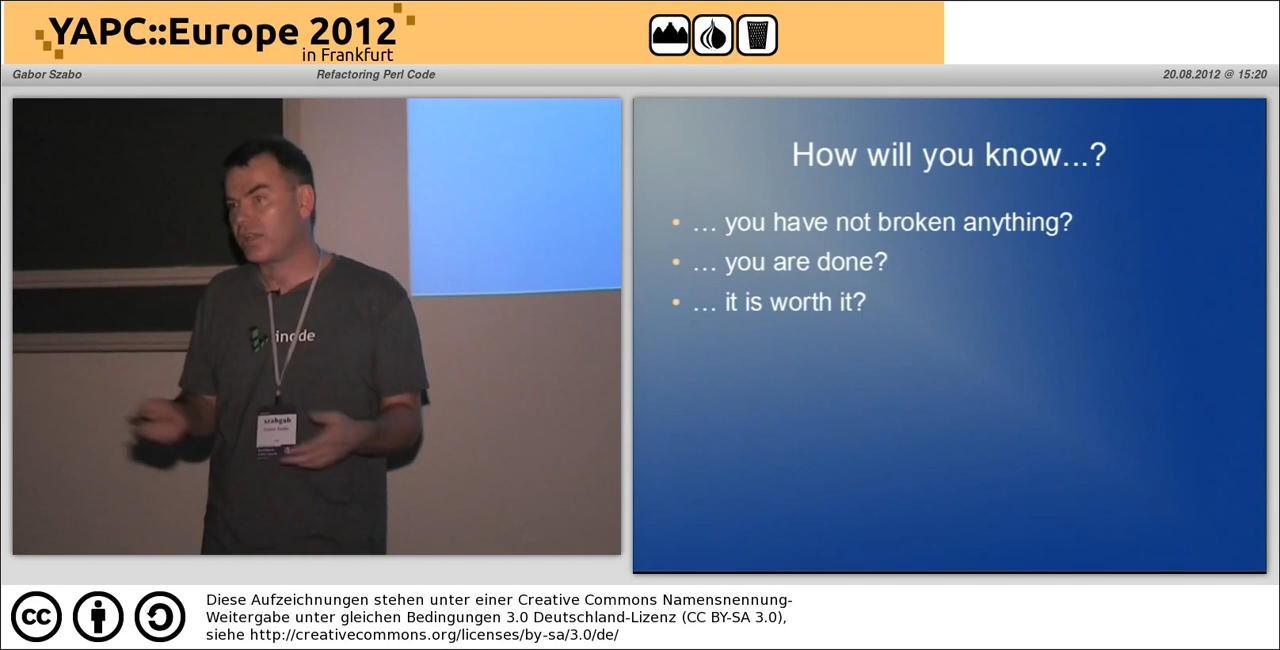 YAPC::Europe 2012
in Frankfurt
Gabor Szabo
Refactoring Perl Code
20.08.2012 @ 15:20
How will you know...?
• ... you have not broken anything?
• ... you are done?
• ... it is worth it?
inode
szabgab
cc
Diese Aufzeichnungen stehen unter einer Creative Commons Namensnennung-
Weitergabe unter gleichen Bedingungen 3.0 Deutschland-Lizenz (CC BY-SA 3.0),
siehe http://creativecommons.org/licenses/by-sa/3.0/de/